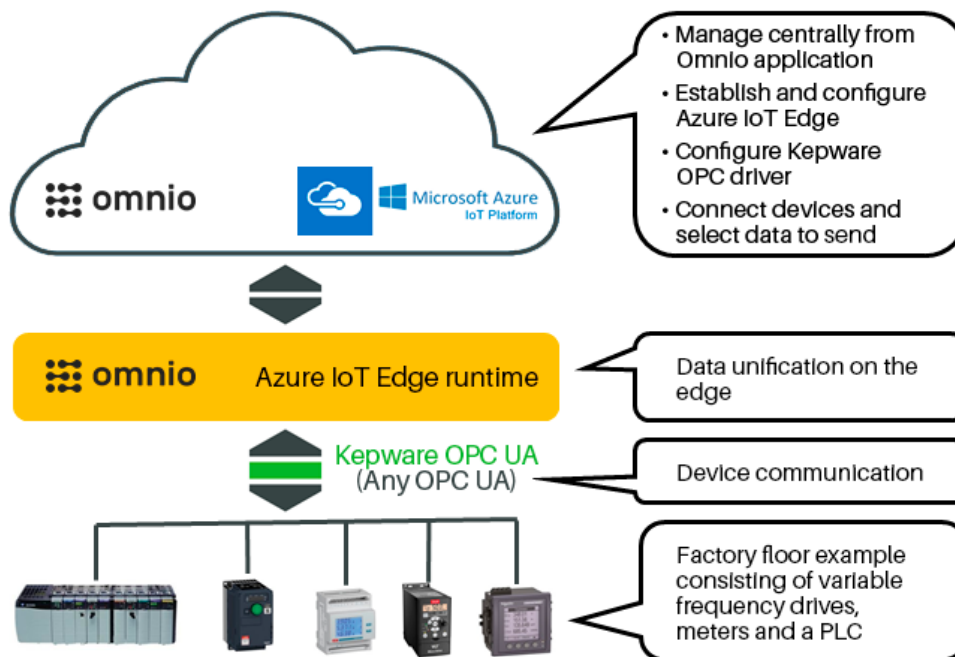 • Manage centrally from
Omnio application
• Establish and configure
Azure IoT Edge
• Configure Kepware
OPC driver
• Connect devices and
select data to send
omnio
Microsoft Azure
IoT Platform
omnio
Azure IoT Edge runtime
Data unification on the
edge
Kepware OPC UA
(Any OPC UA)
Device communication
Factory floor example
consisting of variable
frequency drives,
meters and a PLC